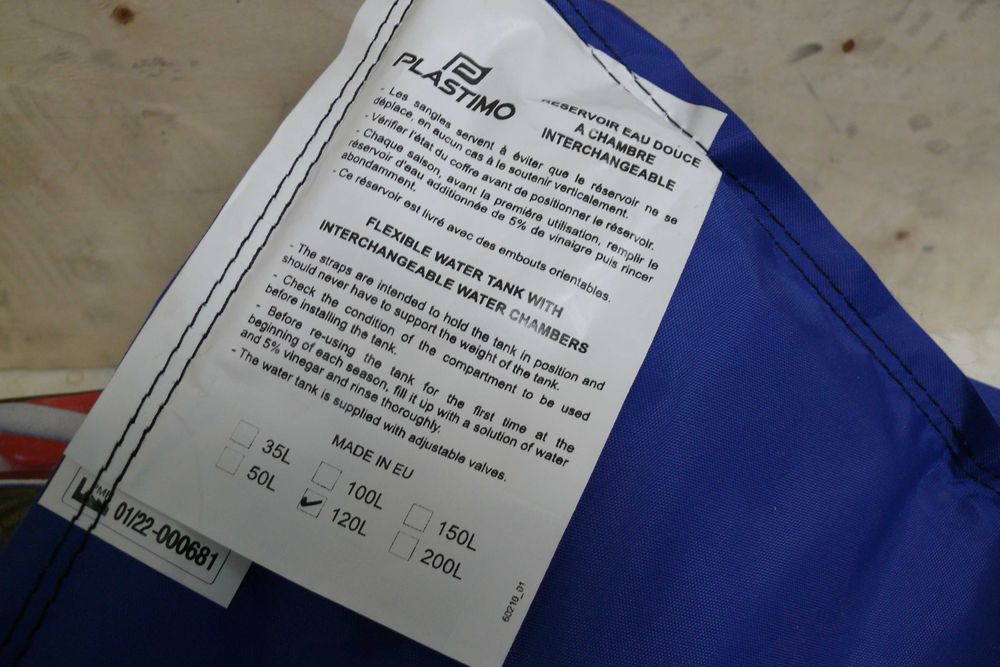 PLASTIMO
RÉSERVOIR EAU DOUCE
A CHAMBRE
INTERCHANGEABLE
- Les sangles servent à éviter que le réservoir ne se
déplace, en aucun cas à le soutenir verticalement.
- Vérifier l'état du coffre avant de positionner le réservoir.
- Chaque saison, avant la première utilisation, remplir le
réservoir d'eau additionnée de 5% de vinaigre puis rincer
abondamment.
- Ce réservoir est livré avec des embouts orientables.
FLEXIBLE WATER TANK WITH
INTERCHANGEABLE WATER CHAMBERS
- The straps are intended to hold the tank in position and
should never have to support the weight of the tank.
- Check the condition of the compartment to be used
before installing the tank.
- Before re-using the tank for the first time at the
beginning of each season, fill it up with a solution of water
and 5% vinegar and rinse thoroughly.
- The water tank is supplied with adjustable valves.
MADE IN EU
35L
50L
100L
120L
150L
200L
01/22-000681
60210_01